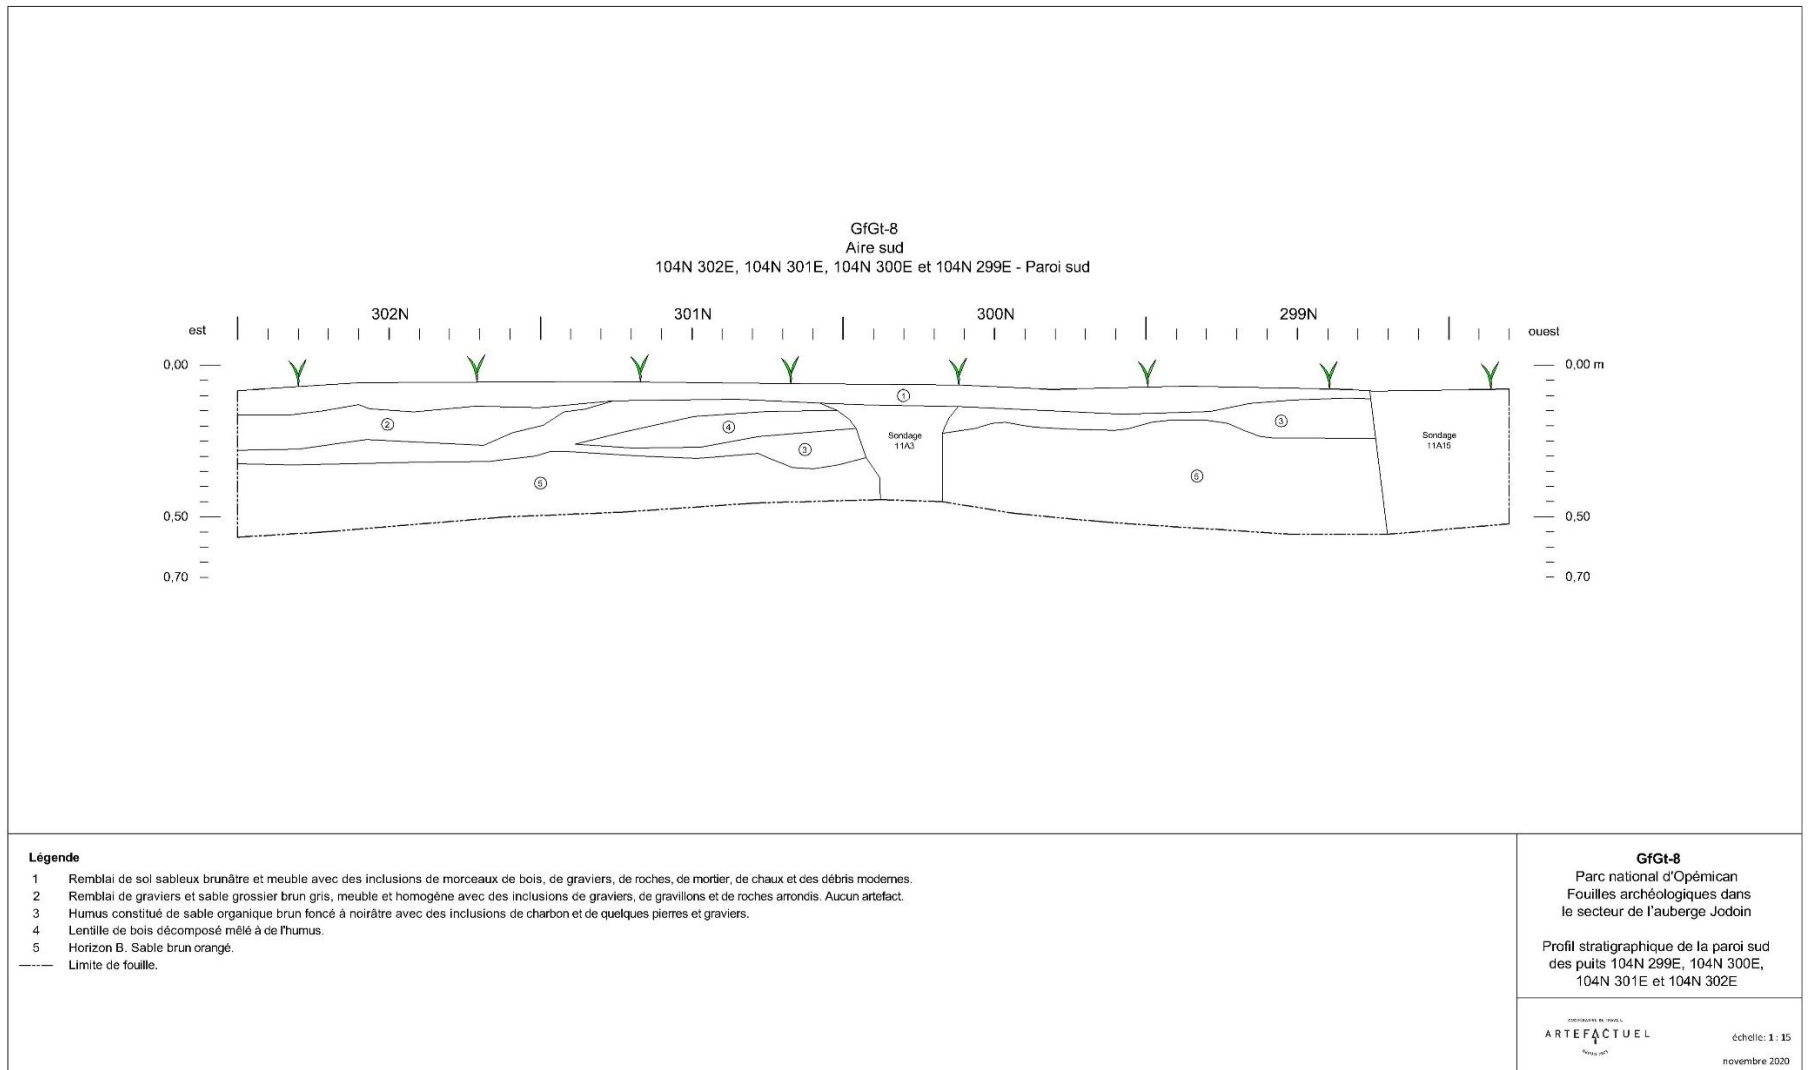 GfGt-8
Aire sud
104N 302E, 104N 301E, 104N 300E et 104N 299E - Paroi sud
302N 301N 300N 299N
est ouest
0,00 0,00 m
1
2 4 3
Sondage
11A3
Sondage
11A15
3
5 5
0,50 0,50
0,70 0,70
Légende
1 Remblai de sol sableux brunâtre et meuble avec des inclusions de morceaux de bois, de graviers, de roches, de mortier, de chaux et des débris modernes.
2 Remblai de graviers et sable grossier brun gris, meuble et homogène avec des inclusions de graviers, de gravillons et de roches arrondis. Aucun artefact.
3 Humus constitué de sable organique brun foncé à noirâtre avec des inclusions de charbon et de quelques pierres et graviers.
4 Lentille de bois décomposé mêlé à de l'humus.
5 Horizon B. Sable brun orangé.
Limite de fouille.
GfGt-8
Parc national d'Opémican
Fouilles archéologiques dans
le secteur de l'auberge Jodoin
Profil stratigraphique de la paroi sud
des puits 104N 299E, 104N 300E,
104N 301E et 104N 302E
ARTEFACTUEL
échelle: 1 : 15
novembre 2020